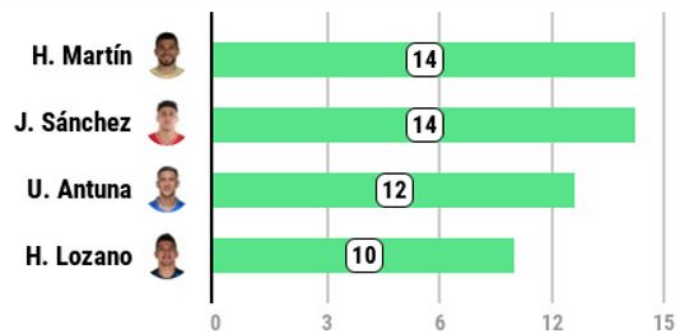 H. Martín 14
J. Sánchez 14
U. Antuna 12
H. Lozano 10
0 3 6 12 15